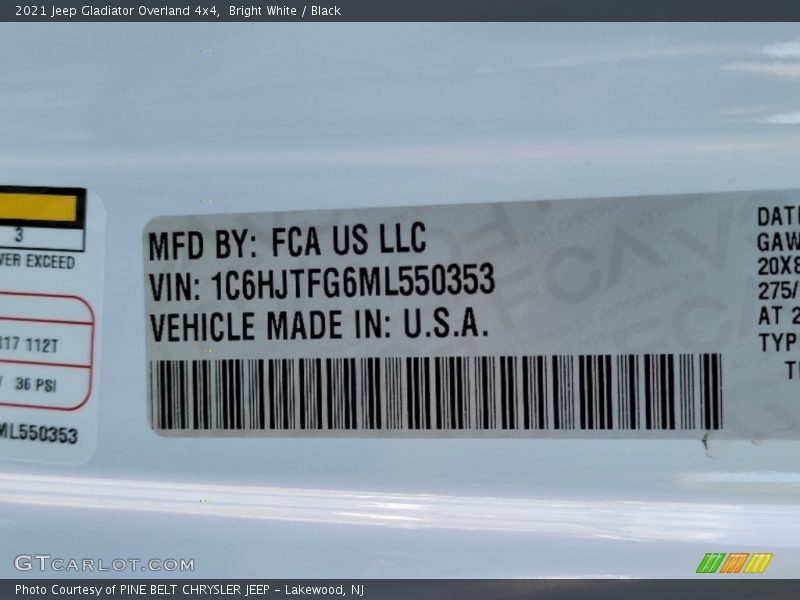 2021 Jeep Gladiator Overland 4x4, Bright White / Black
3
VER EXCEED
R17 112T
/ 36 PSI
ML550353
MFD BY: FCA US LLC
VIN: 1C6HJTFG6ML550353
VEHICLE MADE IN: U.S.A.
DATE
GAW
20X8
275/
AT 2
TYP
GTCARLOT.COM
Photo Courtesy of PINE BELT CHRYSLER JEEP - Lakewood, NJ